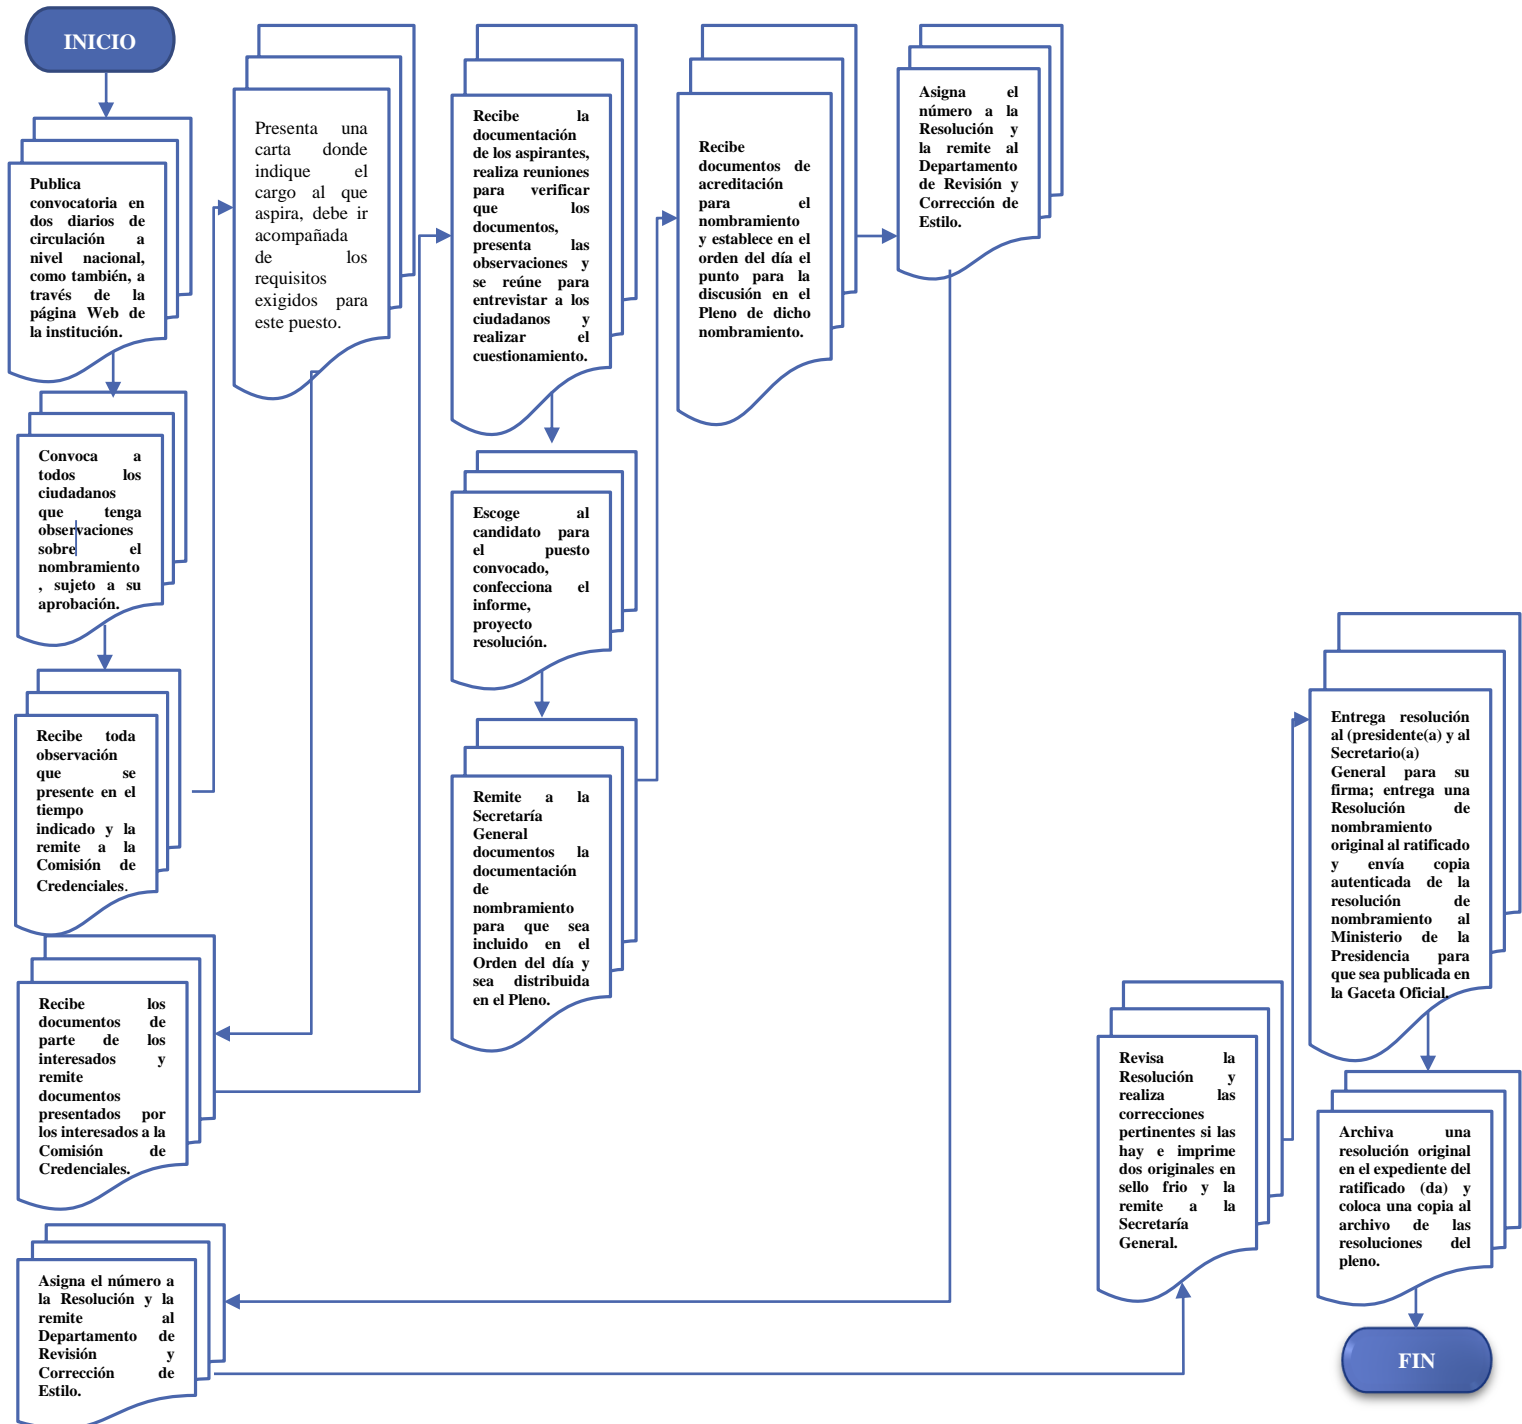 INICIO
Publica
convocatoria en
dos diarios de
circulación a
nivel nacional,
como también, a
través de la
página Web de
la institución.
Convoca a
todos los
ciudadanos
que tenga
observaciones
sobre el
nombramiento
, sujeto a su
aprobación.
Recibe toda
observación
que se
presente en el
tiempo
indicado y la
remite a la
Comisión de
Credenciales.
Presenta una
carta donde
indique el
cargo al que
aspira, debe ir
acompañada
de los
requisitos
exigidos para
este puesto.
Recibe los
documentos de
parte de los
interesados y
remite
documentos
presentados por
los interesados a la
Comisión de
Credenciales.
Recibe la
documentación
de los aspirantes,
realiza reuniones
para verificar
que los
documentos,
presenta las
observaciones y
se reúne para
entrevistar a los
ciudadanos y
realizar el
cuestionamiento.
Escoge al
candidato para
el puesto
convocado,
confecciona el
informe,
proyecto
resolución.
Remite a la
Secretaría
General
documentos la
documentación
de
nombramiento
para que sea
incluido en el
Orden del día y
sea distribuida
en el Pleno.
Recibe
documentos de
acreditación
para el
nombramiento
y establece en el
orden del día el
punto para la
discusión en el
Pleno de dicho
nombramiento.
Asigna el
número a la
Resolución y
la remite al
Departamento
de Revisión y
Corrección de
Estilo.
Asigna el número a
la Resolución y la
remite al
Departamento de
Revisión y
Corrección de
Estilo.
Revisa la
Resolución y
realiza las
correcciones
pertinentes si las
hay e imprime
dos originales en
sello frio y la
remite a la
Secretaría
General.
Entrega resolución
al (presidente(a) y al
Secretario(a)
General para su
firma; entrega una
Resolución de
nombramiento
original al ratificado
y envía copia
autenticada de la
resolución de
nombramiento al
Ministerio de la
Presidencia para
que sea publicada en
la Gaceta Oficial.
Archiva una
resolución original
en el expediente del
ratificado (da) y
coloca una copia al
archivo de las
resoluciones del
pleno.
FIN